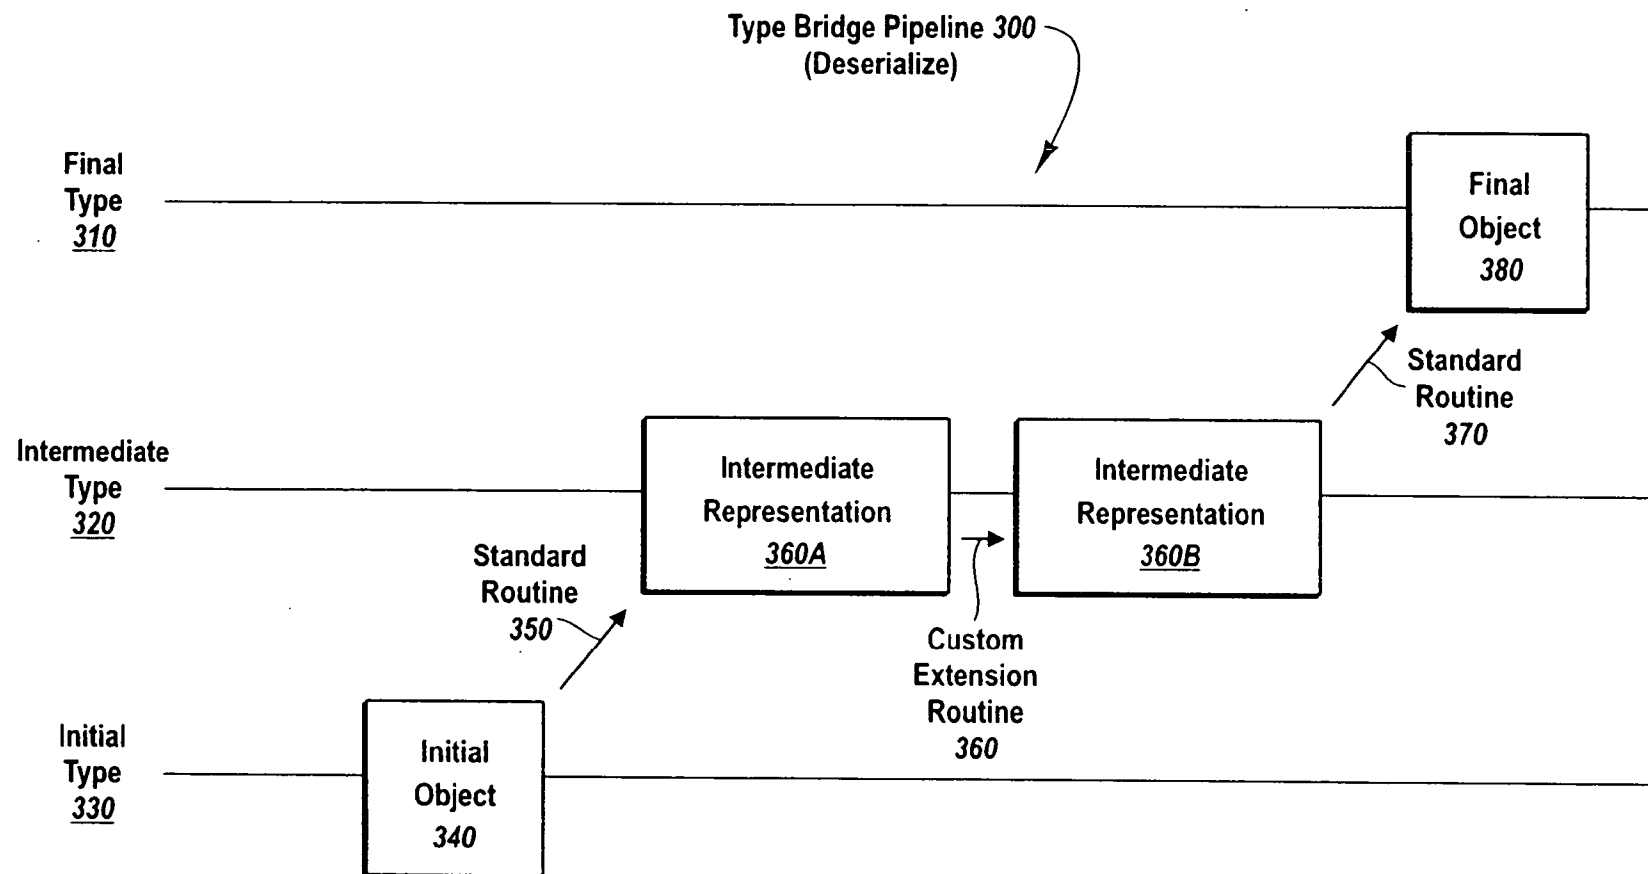 Type Bridge Pipeline 300
(Deserialize)
Final
Type
310
Final
Object
380
Standard
Routine
370
Intermediate
Type
320
Intermediate
Representation
360A
Intermediate
Representation
360B
Standard
Routine
350
Custom
Extension
Routine
360
Initial
Type
330
Initial
Object
340